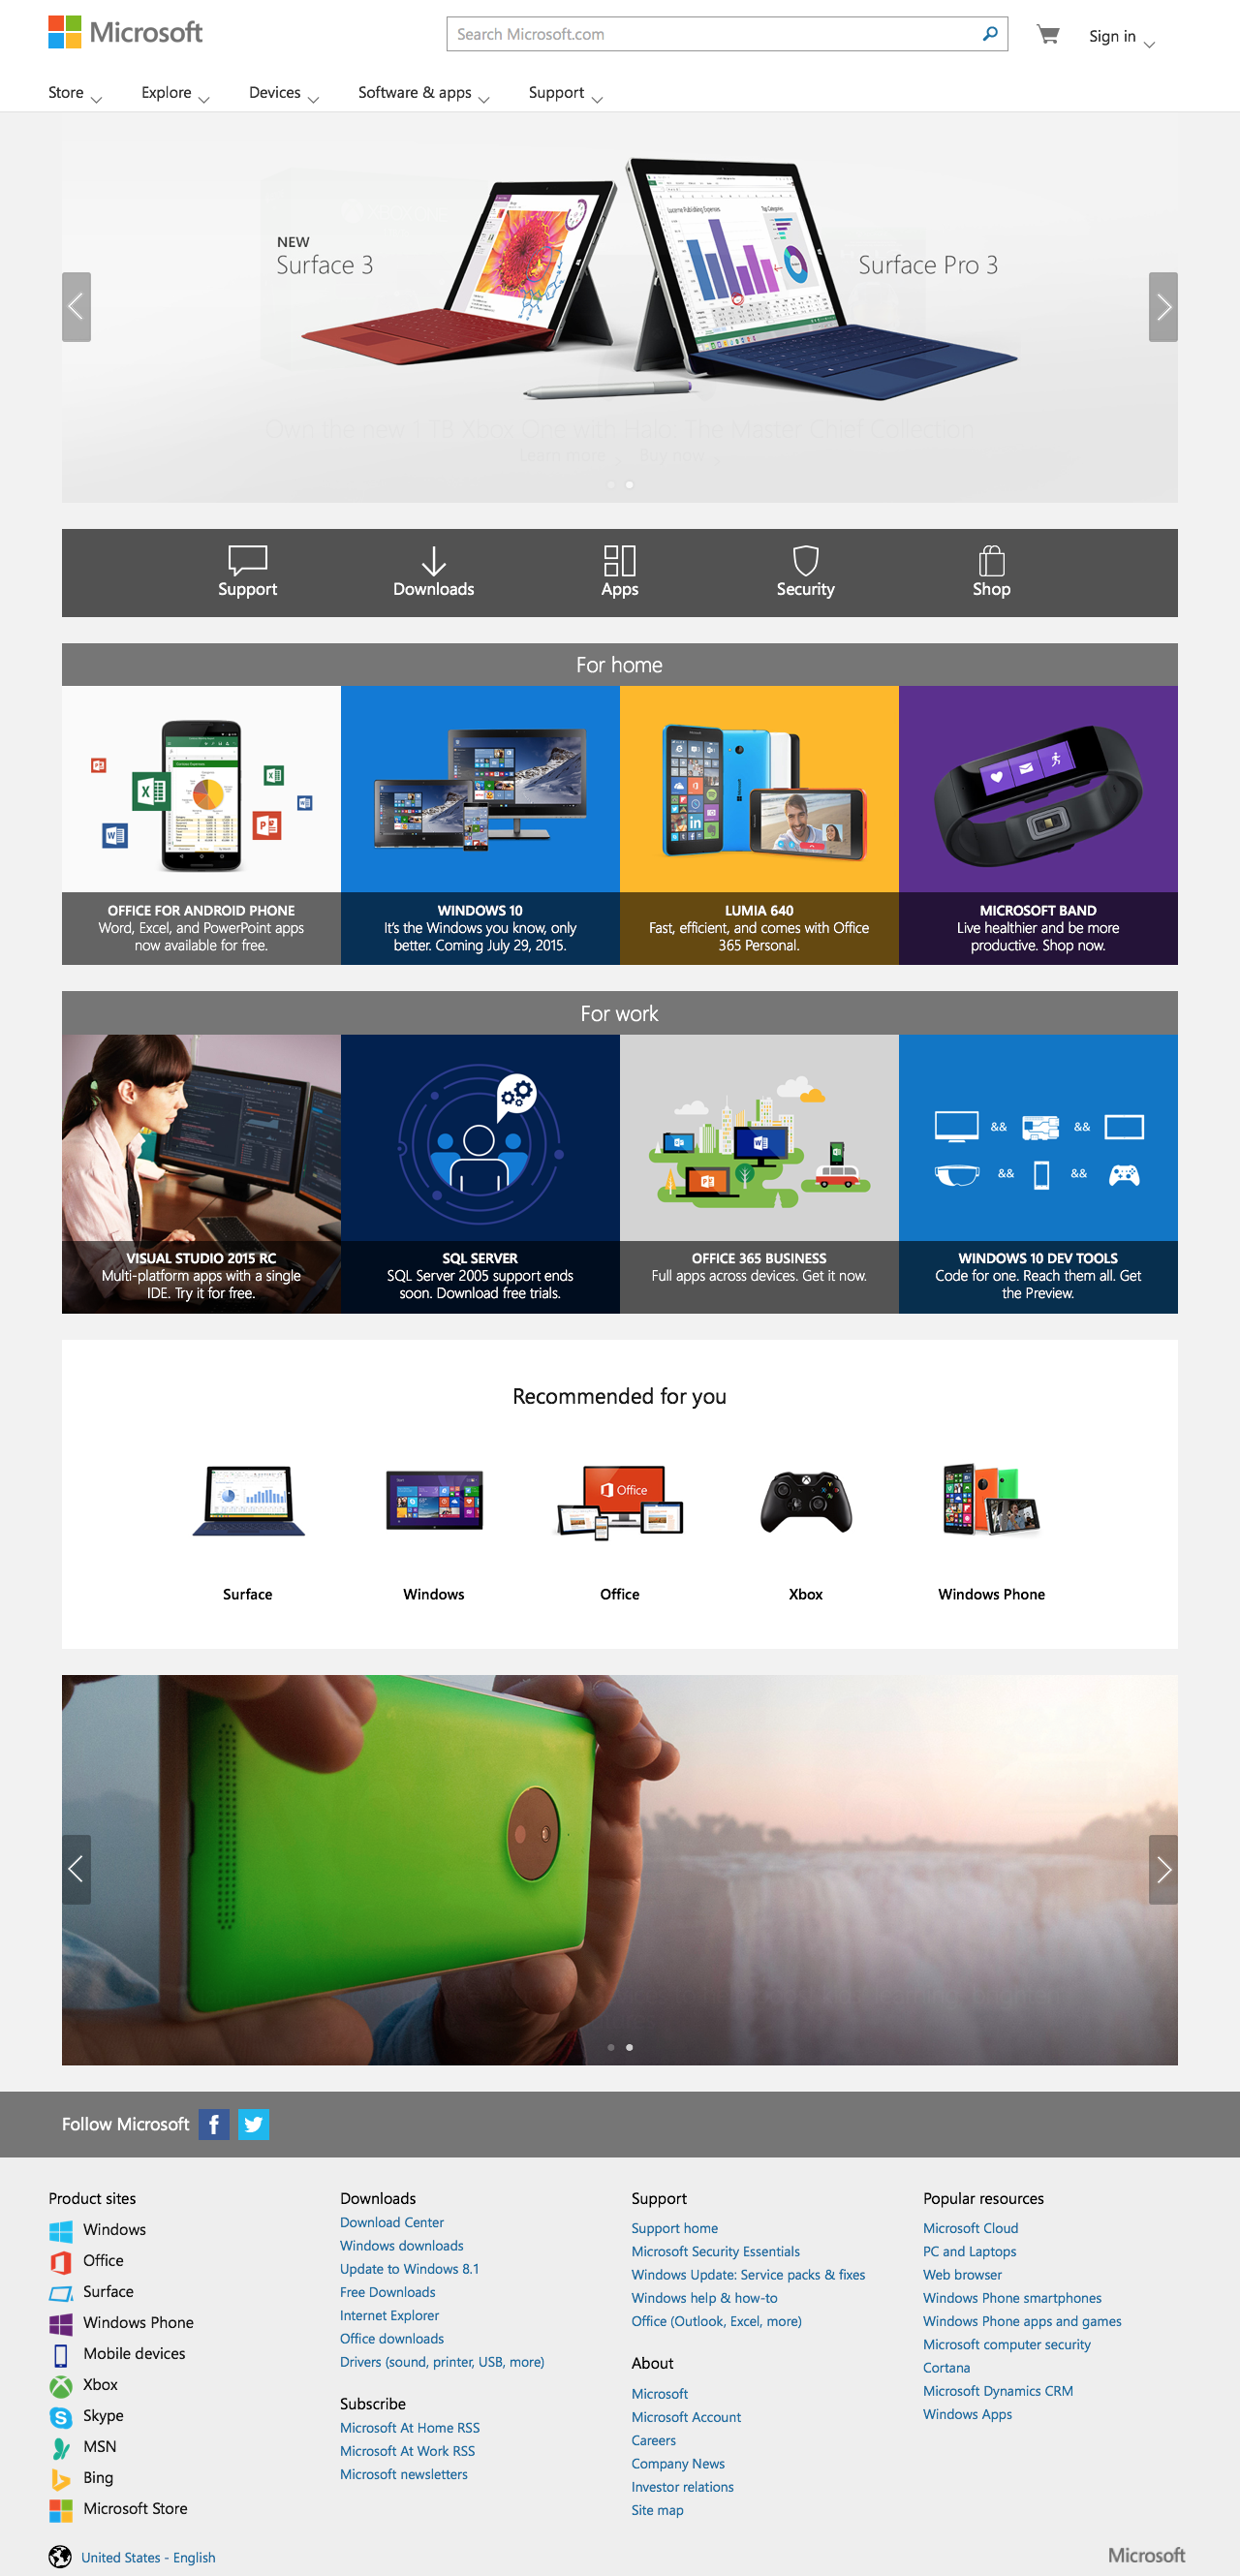 Microsoft
Search Microsoft.com
Sign in
Store
Explore
Devices
Software & apps
Support
NEW
Surface 3
Surface Pro 3
Own the new 1 TB Xbox One with Halo: The Master Chief Collection
Learn more
Buy now
Support
Downloads
Apps
Security
Shop
For home
OFFICE FOR ANDROID PHONE
Word, Excel, and PowerPoint apps
now available for free.
WINDOWS 10
It's the Windows you know, only
better. Coming July 29, 2015.
LUMIA 640
Fast, efficient, and comes with Office
365 Personal.
MICROSOFT BAND
Live healthier and be more
productive. Shop now.
For work
&& &&
&& &&
VISUAL STUDIO 2015 RC
Multi-platform apps with a single
IDE. Try it for free.
SQL SERVER
SQL Server 2005 support ends
soon. Download free trials.
OFFICE 365 BUSINESS
Full apps across devices. Get it now.
WINDOWS 10 DEV TOOLS
Code for one. Reach them all. Get
the Preview.
Recommended for you
Office
Surface
Windows
Office
Xbox
Windows Phone
Follow Microsoft
Product sites
Windows
Office
Surface
Windows Phone
Mobile devices
Xbox
Skype
MSN
Bing
Microsoft Store
Downloads
Download Center
Windows downloads
Update to Windows 8.1
Free Downloads
Internet Explorer
Office downloads
Drivers (sound, printer, USB, more)
Subscribe
Microsoft At Home RSS
Microsoft At Work RSS
Microsoft newsletters
Support
Support home
Microsoft Security Essentials
Windows Update: Service packs & fixes
Windows help & how-to
Office (Outlook, Excel, more)
About
Microsoft
Microsoft Account
Careers
Company News
Investor relations
Site map
Popular resources
Microsoft Cloud
PC and Laptops
Web browser
Windows Phone smartphones
Windows Phone apps and games
Microsoft computer security
Cortana
Microsoft Dynamics CRM
Windows Apps
United States - English
Microsoft